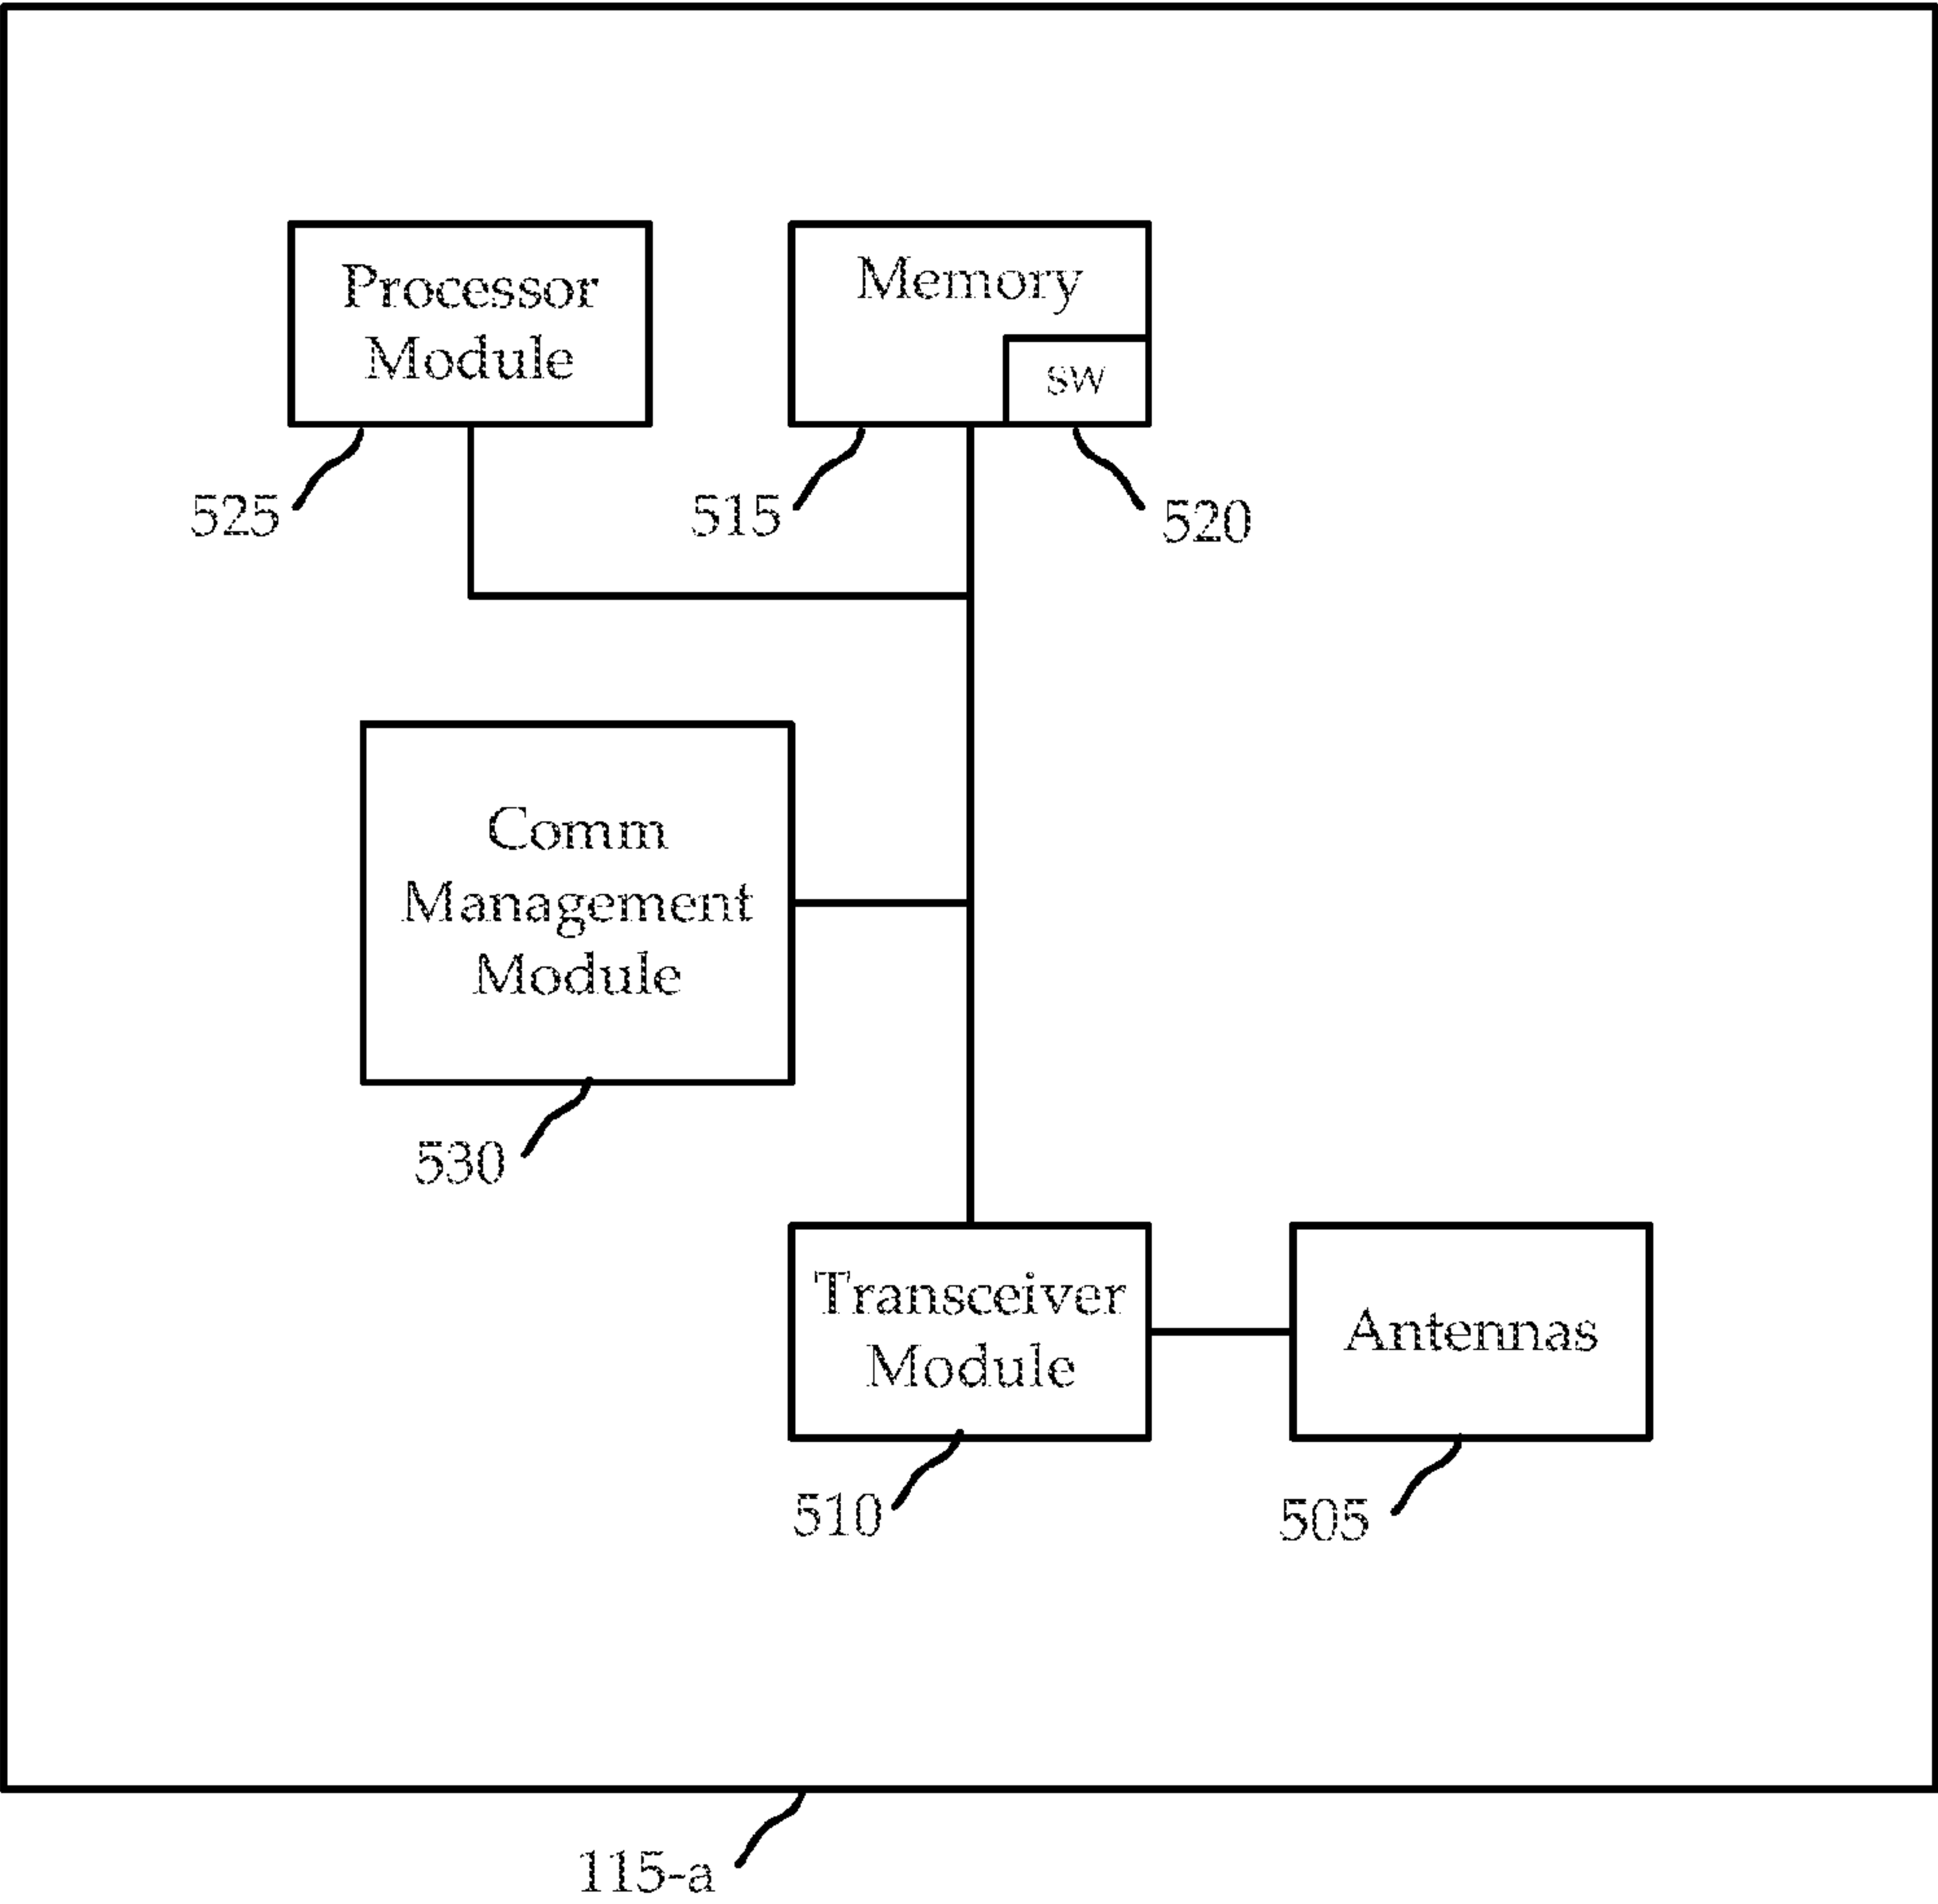 Processor
Module
Memory
sw
525
515
520
Comm
Management
Module
530
Transceiver
Module
Antennas
510
505
115-a